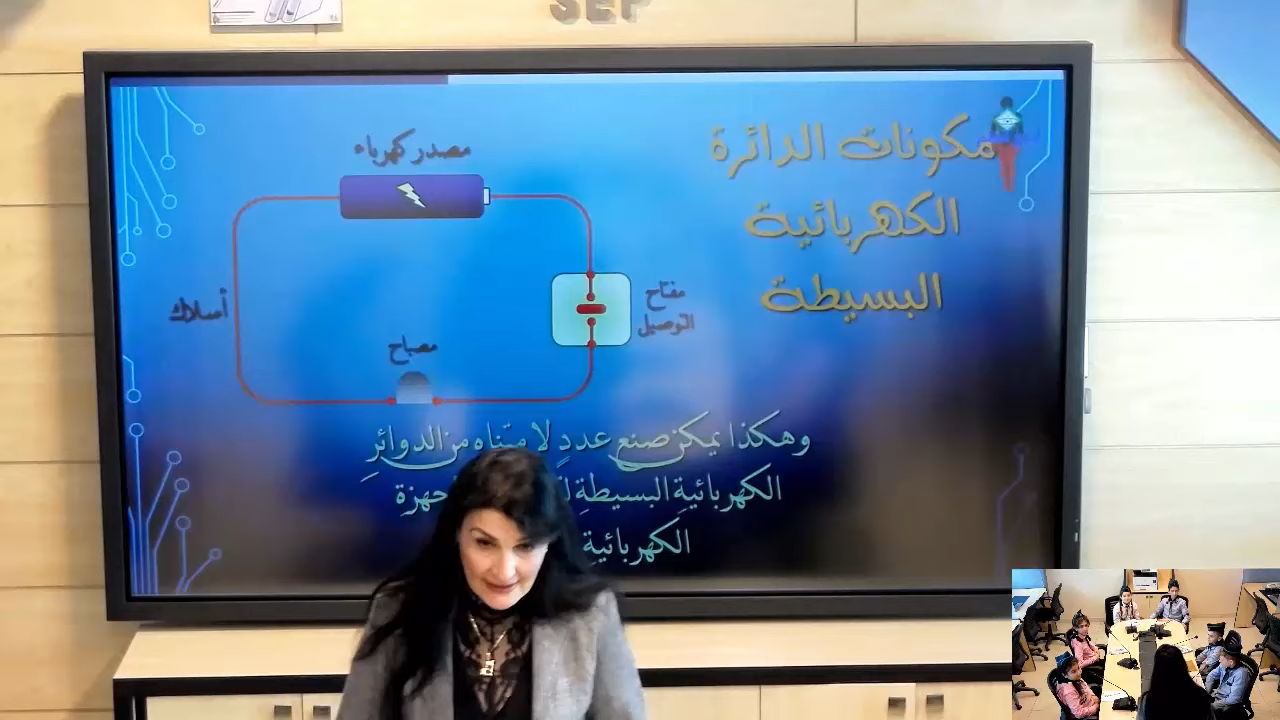 SEP
مكونات الدائرة
الكهربائية
البسيطة
مصدر كهرباء
مفتاح
التوصيل
أسلاك
مصباح
وهكذا يمكن صنع عددٍ لا متناه من الدوائرِ
الكهربائيةِ البسيطةِ
الكهربائيةِ